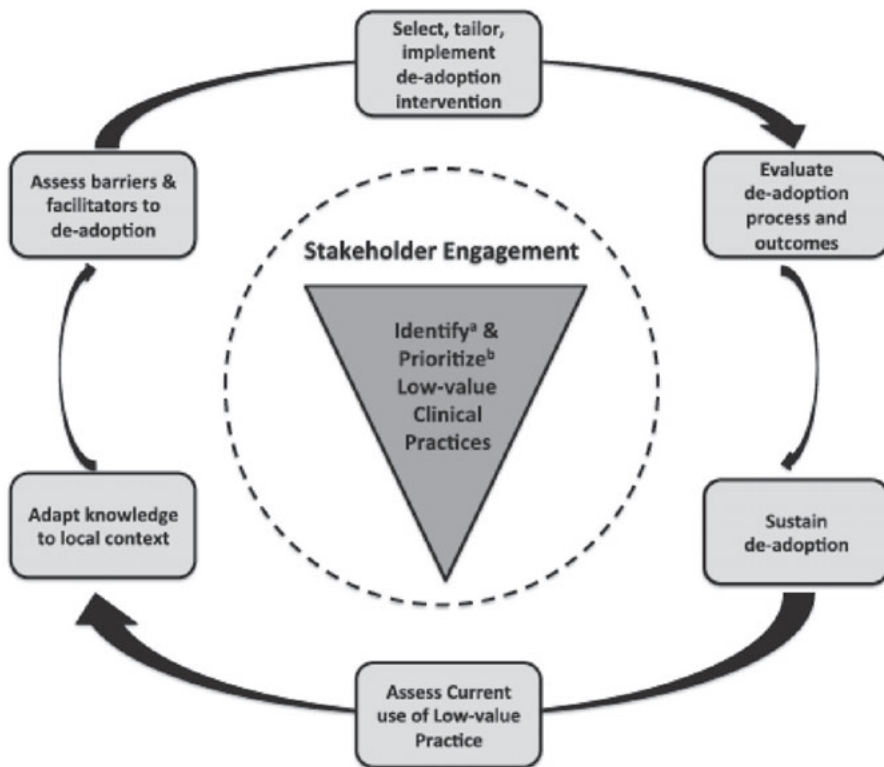 Select, tailor,
implement
de-adoption
intervention
Assess barriers &
facilitators to
de-adoption
Evaluate
de-adoption
process and
outcomes
Stakeholder Engagement
Identifyᵃ &
Prioritizeᵇ
Low-value
Clinical
Practices
Adapt knowledge
to local context
Sustain
de-adoption
Assess Current
use of Low-value
Practice